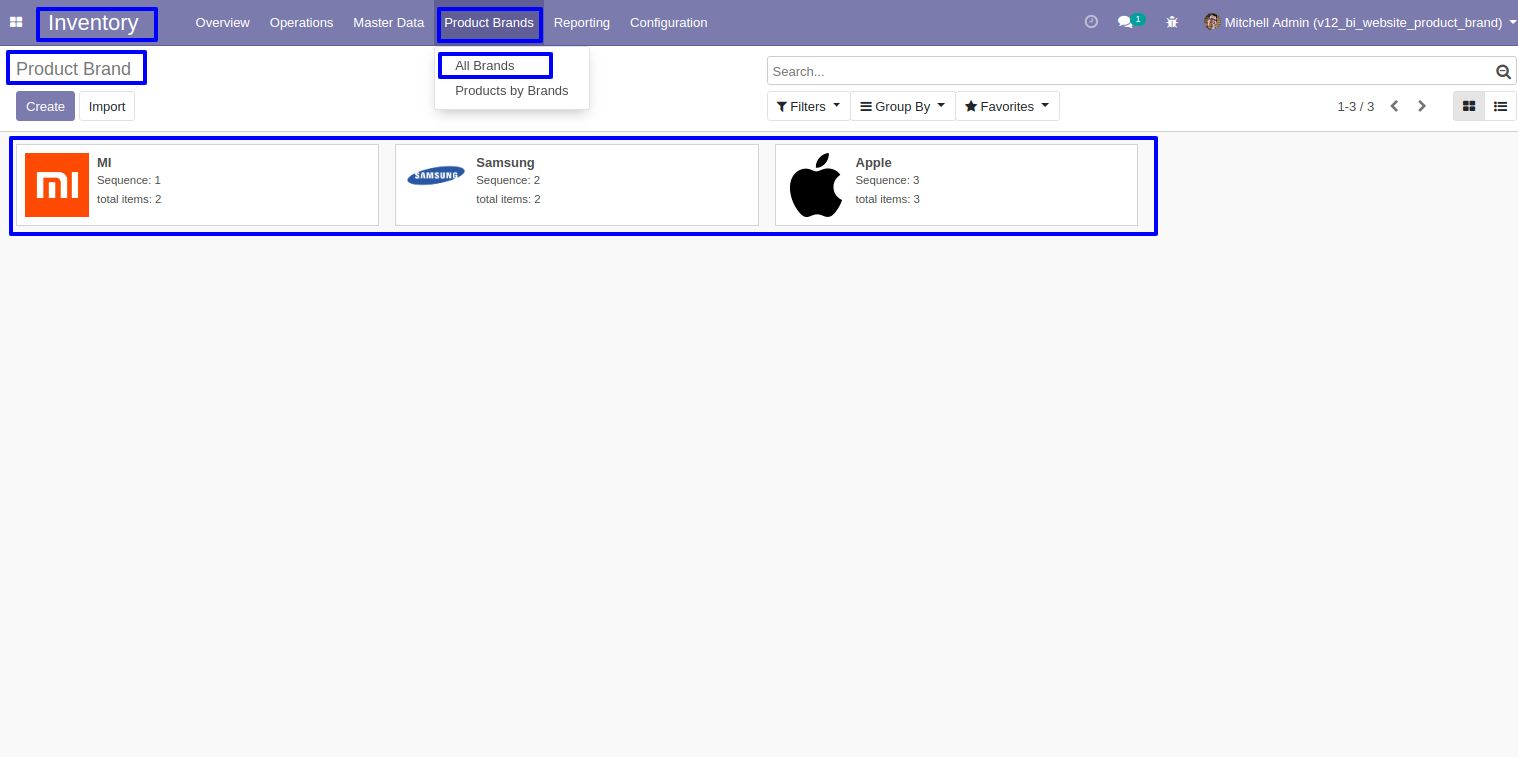 Inventory Overview Operations Master Data Product Brands Reporting Configuration 1 Mitchell Admin (v12_bi_website_product_brand)
Product Brand
All Brands
Products by Brands
Search...
Create Import
Filters Group By Favorites 1-3 / 3
MI
MI
Sequence: 1
total items: 2
SAMSUNG
Samsung
Sequence: 2
total items: 2
Apple
Sequence: 3
total items: 3